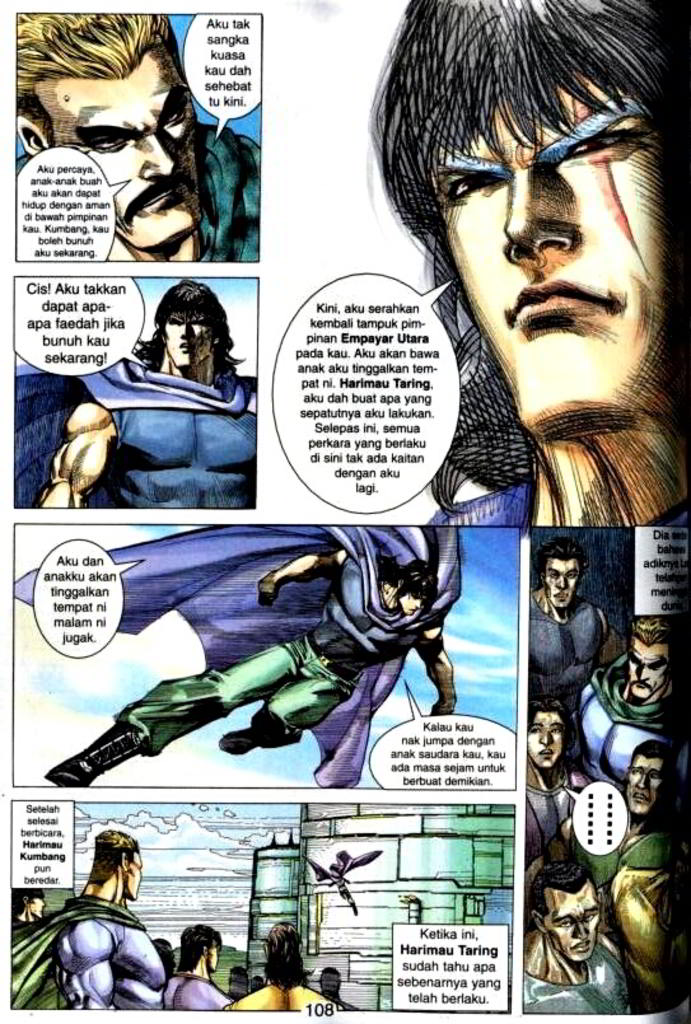 Aku tak
sangka
kuasa
kau dah
sehebat
tu kini.
Aku percaya,
anak-anak buah
aku akan dapat
hidup dengan aman
di bawah pimpinan
kau. Kumbang, kau
boleh bunuh
aku sekarang.
Cis! Aku takkan
dapat apa-
apa faedah jika
bunuh kau
sekarang!
Kini, aku serahkan
kembali tampuk pim-
pinan Empayar Utara
pada kau. Aku akan bawa
anak aku tinggalkan tem-
pat ni. Harimau Taring,
aku dah buat apa yang
sepatutnya aku lakukan.
Selepas ini, semua
perkara yang berlaku
di sini tak ada kaitan
dengan aku
lagi.
Aku dan
anakku akan
tinggalkan
tempat ni
malam ni
jugak.
Kalau kau
nak jumpa dengan
anak saudara kau, kau
ada masa sejam untuk
berbuat demikian.
Dia
adiknya
Setelah
selesai
berbicara,
Harimau
Kumbang
pun
beredar.
Ketika ini,
Harimau Taring
sudah tahu apa
sebenarnya yang
telah berlaku.
108